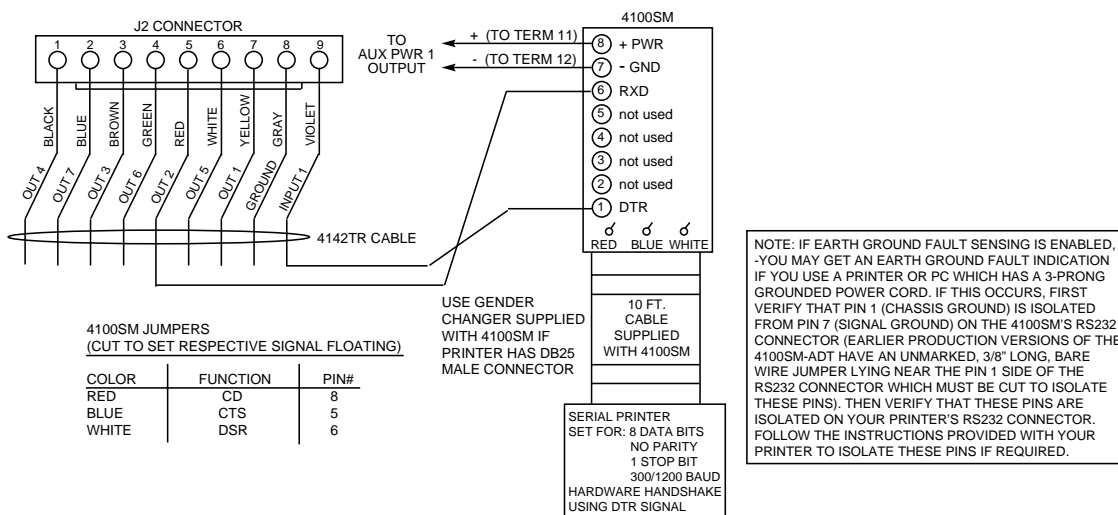 J2 CONNECTOR
1 2 3 4 5 6 7 8 9
BLACK
BLUE
BROWN
GREEN
RED
WHITE
YELLOW
GRAY
VIOLET
OUT 4
OUT 7
OUT 3
OUT 6
OUT 2
OUT 5
OUT 1
GROUND
INPUT 1
4142TR CABLE
TO
AUX PWR 1
OUTPUT
+ (TO TERM 11)
- (TO TERM 12)
4100SM
8 + PWR
7 - GND
6 RXD
5 not used
4 not used
3 not used
2 not used
1 DTR
RED BLUE WHITE
USE GENDER
CHANGER SUPPLIED
WITH 4100SM IF
PRINTER HAS DB25
MALE CONNECTOR
10 FT.
CABLE
SUPPLIED
WITH 4100SM
SERIAL PRINTER
SET FOR: 8 DATA BITS
NO PARITY
1 STOP BIT
300/1200 BAUD
HARDWARE HANDSHAKE
USING DTR SIGNAL
4100SM JUMPERS
(CUT TO SET RESPECTIVE SIGNAL FLOATING)
COLOR FUNCTION PIN#
RED CD 8
BLUE CTS 5
WHITE DSR 6
NOTE: IF EARTH GROUND FAULT SENSING IS ENABLED,
-YOU MAY GET AN EARTH GROUND FAULT INDICATION
IF YOU USE A PRINTER OR PC WHICH HAS A 3-PRONG
GROUNDED POWER CORD. IF THIS OCCURS, FIRST
VERIFY THAT PIN 1 (CHASSIS GROUND) IS ISOLATED
FROM PIN 7 (SIGNAL GROUND) ON THE 4100SM'S RS232
CONNECTOR (EARLIER PRODUCTION VERSIONS OF THE
4100SM-ADT HAVE AN UNMARKED, 3/8" LONG, BARE
WIRE JUMPER LYING NEAR THE PIN 1 SIDE OF THE
RS232 CONNECTOR WHICH MUST BE CUT TO ISOLATE
THESE PINS). THEN VERIFY THAT THESE PINS ARE
ISOLATED ON YOUR PRINTER'S RS232 CONNECTOR.
FOLLOW THE INSTRUCTIONS PROVIDED WITH YOUR
PRINTER TO ISOLATE THESE PINS IF REQUIRED.